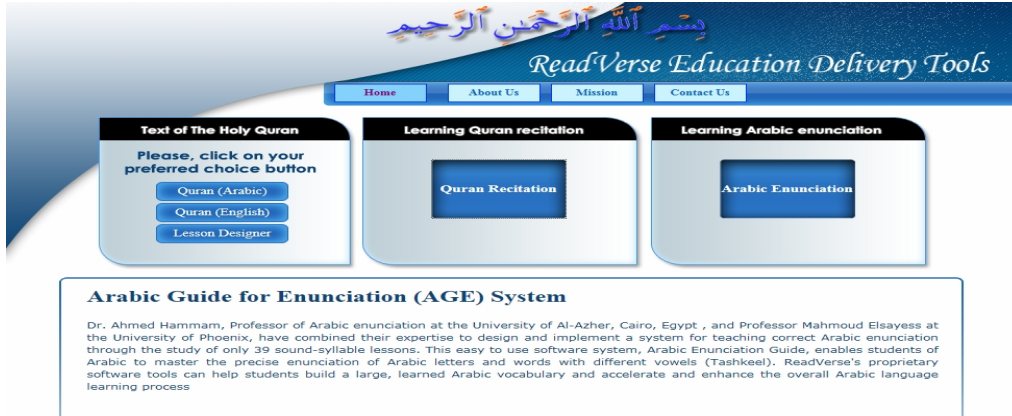 بِسْمِ ٱللَّهِ ٱلرَّحْمَٰنِ ٱلرَّحِيمِ
ReadVerse Education Delivery Tools
Home About Us Mission Contact Us
Text of The Holy Quran
Please, click on your
preferred choice button
Quran (Arabic)
Quran (English)
Lesson Designer
Learning Quran recitation
Quran Recitation
Learning Arabic enunciation
Arabic Enunciation
Arabic Guide for Enunciation (AGE) System
Dr. Ahmed Hammam, Professor of Arabic enunciation at the University of Al-Azher, Cairo, Egypt , and Professor Mahmoud Elsayess at
the University of Phoenix, have combined their expertise to design and implement a system for teaching correct Arabic enunciation
through the study of only 39 sound-syllable lessons. This easy to use software system, Arabic Enunciation Guide, enables students of
Arabic to master the precise enunciation of Arabic letters and words with different vowels (Tashkeel). ReadVerse's proprietary
software tools can help students build a large, learned Arabic vocabulary and accelerate and enhance the overall Arabic language
learning process